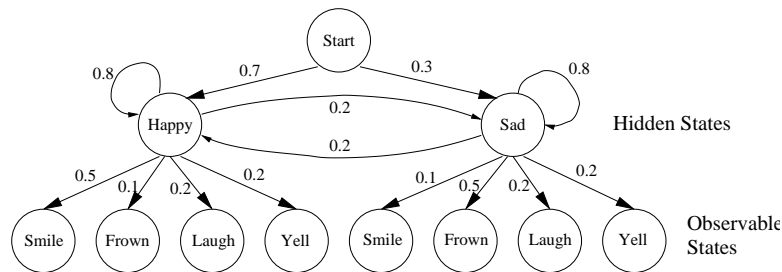 Start
0.8
0.7
0.3
0.8
0.2
Happy
Sad
Hidden States
0.2
0.5
0.1
0.2
0.2
0.1
0.5
0.2
0.2
Smile
Frown
Laugh
Yell
Smile
Frown
Laugh
Yell
Observable
States